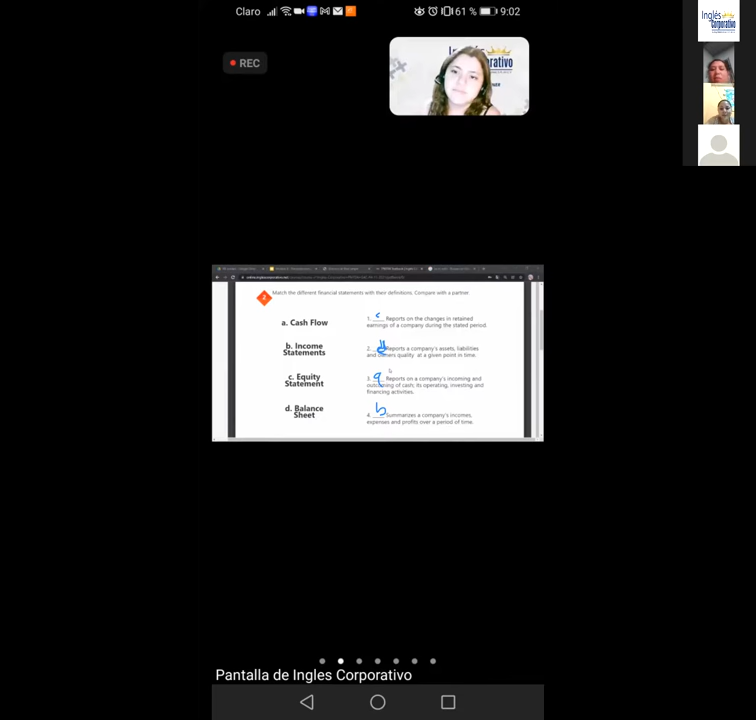 Claro
61 %
9:02
REC
Inglés
Corporativo
2
Match the different financial statements with their definitions. Compare with a partner.
a. Cash Flow
b. Income
Statements
c. Equity
Statement
d. Balance
Sheet
1. c Reports on the changes in retained
earnings of a company during the stated period.
2. d Reports a company's assets, liabilities
and owners quality at a given point in time.
3. a Reports on a company's incoming and
outcoming of cash; its operating, investing and
financing activities.
4. b Summarizes a company's incomes,
expenses and profits over a period of time.
Pantalla de Ingles Corporativo